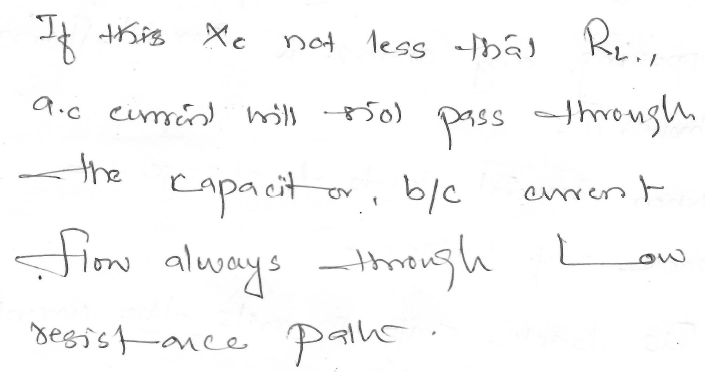 If this Xc not less than RL.,
a.c current will not pass through
the capacitor, b/c current
flow always through Low
resistance path.